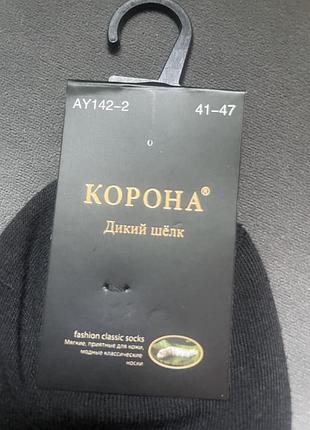 AY142-2 41-47
КОРОНА®
Дикий шёлк
fashion classic socks
Мягкие, приятные для кожи,
модные классические
носки